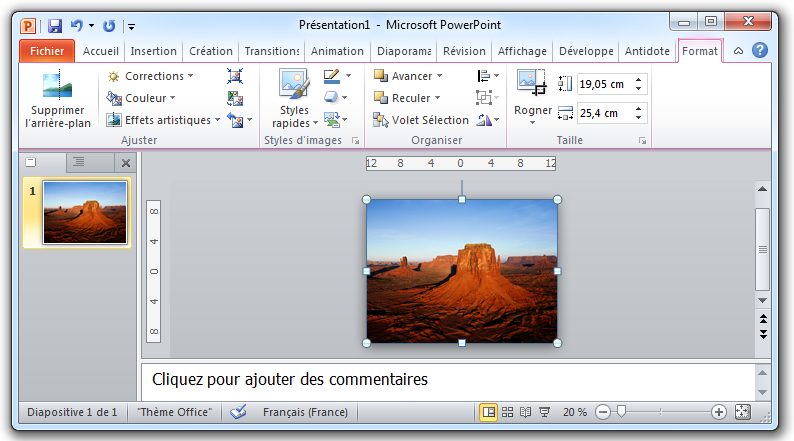 Présentation1 - Microsoft PowerPoint
Fichier Accueil Insertion Création Transitions Animation Diaporama Révision Affichage Développe Antidote Format
Supprimer l'arrière-plan
Corrections
Couleur
Effets artistiques
Ajuster
Styles rapides
Styles d'images
Avancer
Reculer
Volet Sélection
Organiser
Rogner
19,05 cm
25,4 cm
Taille
1
12 8 4 0 4 8 12
8
4
0
4
8
Cliquez pour ajouter des commentaires
Diapositive 1 de 1 "Thème Office" Français (France) 20 %